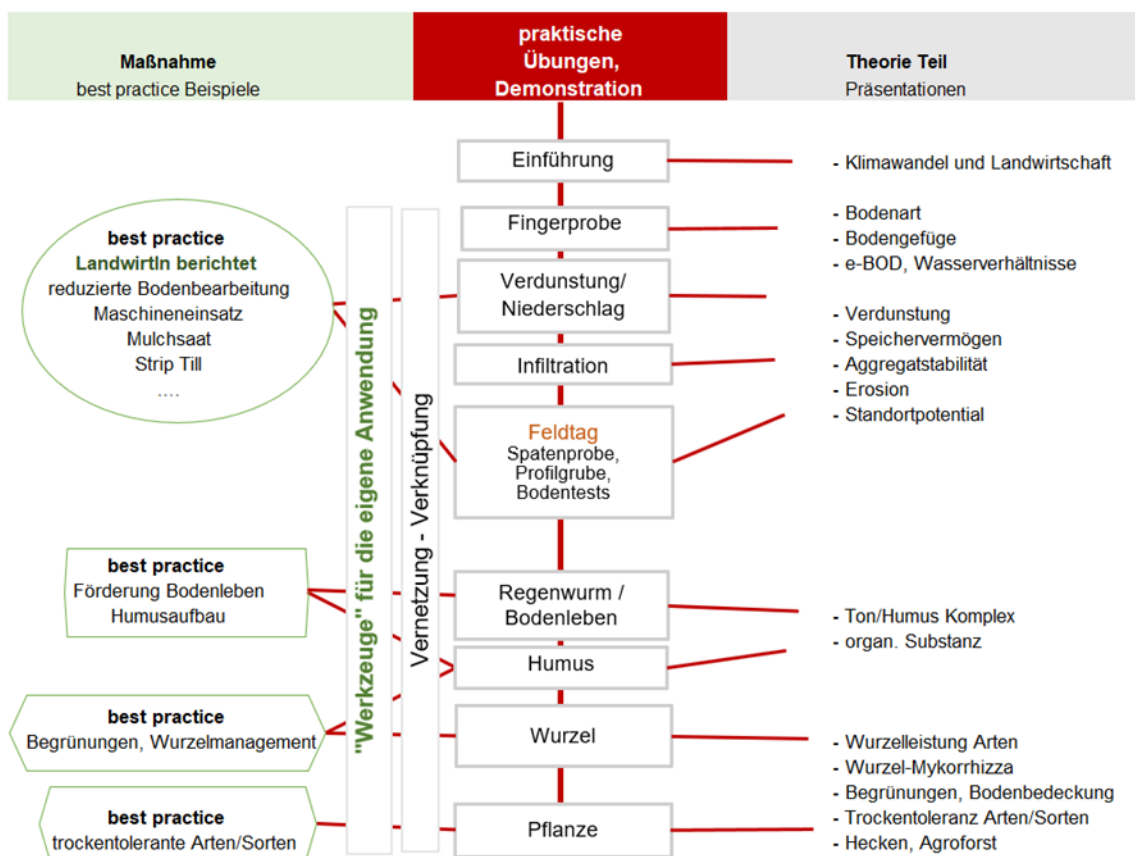 Maßnahme
best practice Beispiele
praktische
Übungen,
Demonstration
Theorie Teil
Präsentationen
best practice
LandwirtIn berichtet
reduzierte Bodenbearbeitung
Maschineneinsatz
Mulchsaat
Strip Till
....
best practice
Förderung Bodenleben
Humusaufbau
best practice
Begrünungen, Wurzelmanagement
best practice
trockentolerante Arten/Sorten
"Werkzeuge" für die eigene Anwendung
Vernetzung - Verknüpfung
Einführung
Fingerprobe
Verdunstung/
Niederschlag
Infiltration
Feldtag
Spatenprobe,
Profilgrube,
Bodentests
Regenwurm /
Bodenleben
Humus
Wurzel
Pflanze
- Klimawandel und Landwirtschaft
- Bodenart
- Bodengefüge
- e-BOD, Wasserverhältnisse
- Verdunstung
- Speichervermögen
- Aggregatstabilität
- Erosion
- Standortpotential
- Ton/Humus Komplex
- organ. Substanz
- Wurzelleistung Arten
- Wurzel-Mykorrhizza
- Begrünungen, Bodenbedeckung
- Trockentoleranz Arten/Sorten
- Hecken, Agroforst